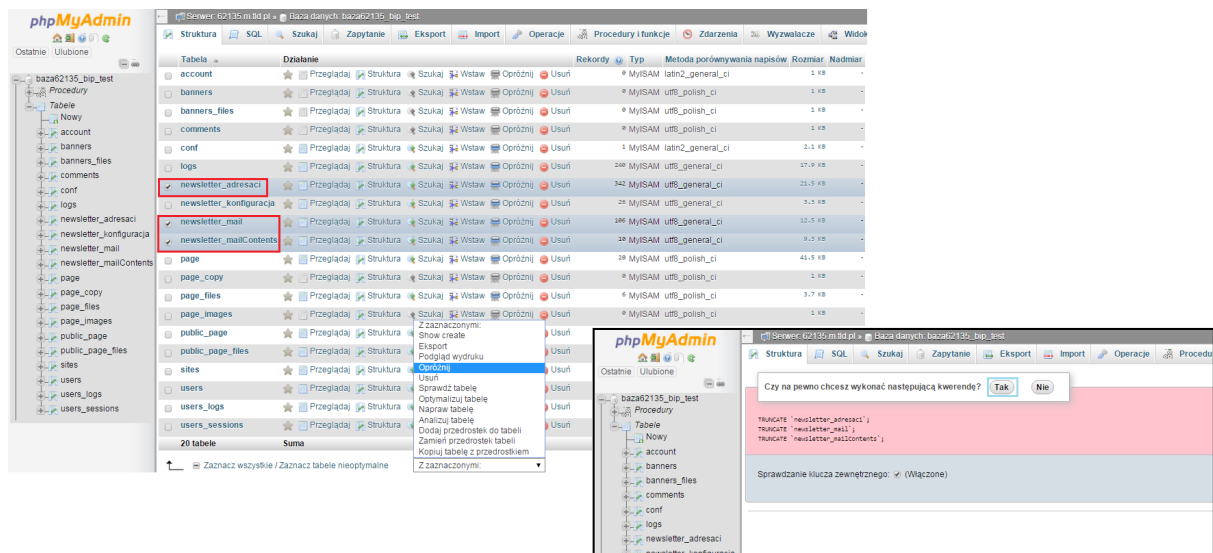 phpMyAdmin
Ostatnie Ulubione
baza62135_bip_test
Procedury
Tabele
Nowy
account
banners
banners_files
comments
conf
logs
newsletter_adresaci
newsletter_konfiguracja
newsletter_mail
newsletter_mailContents
page
page_copy
page_files
page_images
public_page
public_page_files
sites
users
users_logs
users_sessions
Serwer: 62135.m.tld.pl » Baza danych: baza62135_bip_test
Struktura SQL Szukaj Zapytanie Eksport Import Operacje Procedury i funkcje Zdarzenia Wyzwalacze Widok
Tabela Działanie Rekordy Typ Metoda porównywania napisów Rozmiar Nadmiar
account Przeglądaj Struktura Szukaj Wstaw Opróżnij Usuń 0 MyISAM latin2_general_ci 1 KB -
banners Przeglądaj Struktura Szukaj Wstaw Opróżnij Usuń 0 MyISAM utf8_polish_ci 1 KB -
banners_files Przeglądaj Struktura Szukaj Wstaw Opróżnij Usuń 0 MyISAM utf8_polish_ci 1 KB -
comments Przeglądaj Struktura Szukaj Wstaw Opróżnij Usuń 0 MyISAM utf8_polish_ci 1 KB -
conf Przeglądaj Struktura Szukaj Wstaw Opróżnij Usuń 1 MyISAM latin2_general_ci 2.1 KB -
logs Przeglądaj Struktura Szukaj Wstaw Opróżnij Usuń 240 MyISAM utf8_general_ci 17.9 KB -
newsletter_adresaci Przeglądaj Struktura Szukaj Wstaw Opróżnij Usuń 342 MyISAM utf8_general_ci 21.5 KB -
newsletter_konfiguracja Przeglądaj Struktura Szukaj Wstaw Opróżnij Usuń MyISAM utf8_general_ci KB -
newsletter_mail Przeglądaj Struktura Szukaj Wstaw Opróżnij Usuń 106 MyISAM utf8_general_ci 12.5 KB -
newsletter_mailContents Przeglądaj Struktura Szukaj Wstaw Opróżnij Usuń 10 MyISAM utf8_general_ci KB -
page Przeglądaj Struktura Szukaj Wstaw Opróżnij Usuń 20 MyISAM utf8_polish_ci 41.5 KB -
page_copy Przeglądaj Struktura Szukaj Wstaw Opróżnij Usuń 0 MyISAM utf8_polish_ci 1 KB -
page_files Przeglądaj Struktura Szukaj Wstaw Opróżnij Usuń 6 MyISAM utf8_polish_ci 3.7 KB -
page_images Przeglądaj Struktura Szukaj Wstaw Opróżnij Usuń 0 MyISAM utf8_polish_ci 1 KB -
public_page Przeglądaj Struktura Usuń
public_page_files Przeglądaj Struktura Usuń
sites Przeglądaj Struktura Usuń
users Przeglądaj Struktura Usuń
users_logs Przeglądaj Struktura Usuń
users_sessions Przeglądaj Struktura Usuń
20 tabele Suma
Zaznacz wszystkie / Zaznacz tabele nieoptymalne
Z zaznaczonymi:
Show create
Eksport
Podgląd wydruku
Opróżnij
Usuń
Sprawdź tabelę
Optymalizuj tabelę
Napraw tabelę
Analizuj tabelę
Dodaj przedrostek do tabeli
Zamień przedrostek tabeli
Kopiuj tabelę z przedrostkiem
Z zaznaczonymi:
phpMyAdmin
Ostatnie Ulubione
baza62135_bip_test
Procedury
Tabele
Nowy
account
banners
banners_files
comments
conf
logs
newsletter_adresaci
newsletter_konfiguracja
Serwer: 62135.m.tld.pl » Baza danych: baza62135_bip_test
Struktura SQL Szukaj Zapytanie Eksport Import Operacje Procedu
Czy na pewno chcesz wykonać następującą kwerendę? Tak Nie
TRUNCATE `newsletter_adresaci`;
TRUNCATE `newsletter_mail`;
TRUNCATE `newsletter_mailContents`;
Sprawdzanie klucza zewnętrznego: (Włączone)